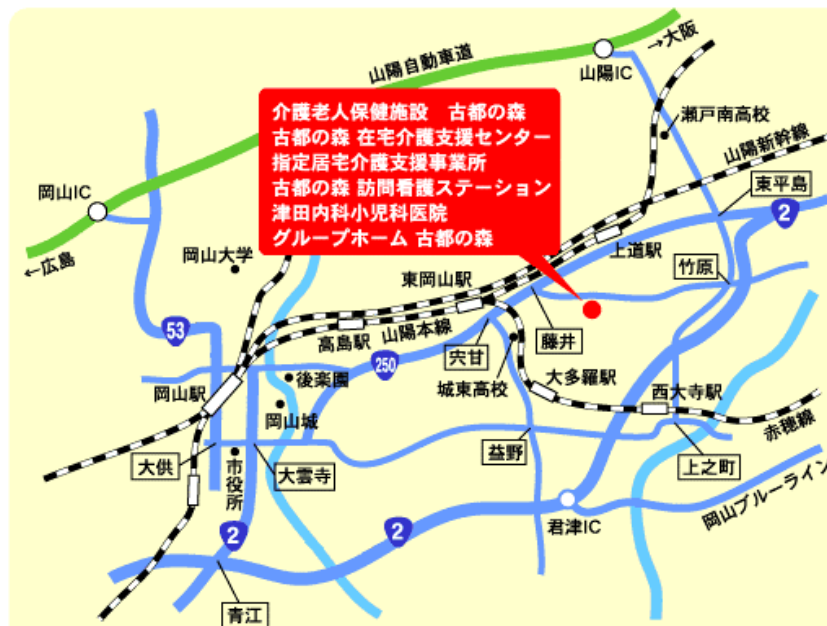 →大阪
山陽自動車道
山陽IC
介護老人保健施設　古都の森
古都の森 在宅介護支援センター
指定居宅介護支援事業所
古都の森 訪問看護ステーション
津田内科小児科医院
グループホーム 古都の森
瀬戸南高校
山陽新幹線
岡山IC
東平島
2
←広島
岡山大学
上道駅
東岡山駅
竹原
53
高島駅
山陽本線
宍甘
藤井
250
岡山駅
後楽園
城東高校
大多羅駅
西大寺駅
岡山城
赤穂線
大供
市役所
大雲寺
益野
上之町
岡山ブルーライン
2
2
君津IC
青江